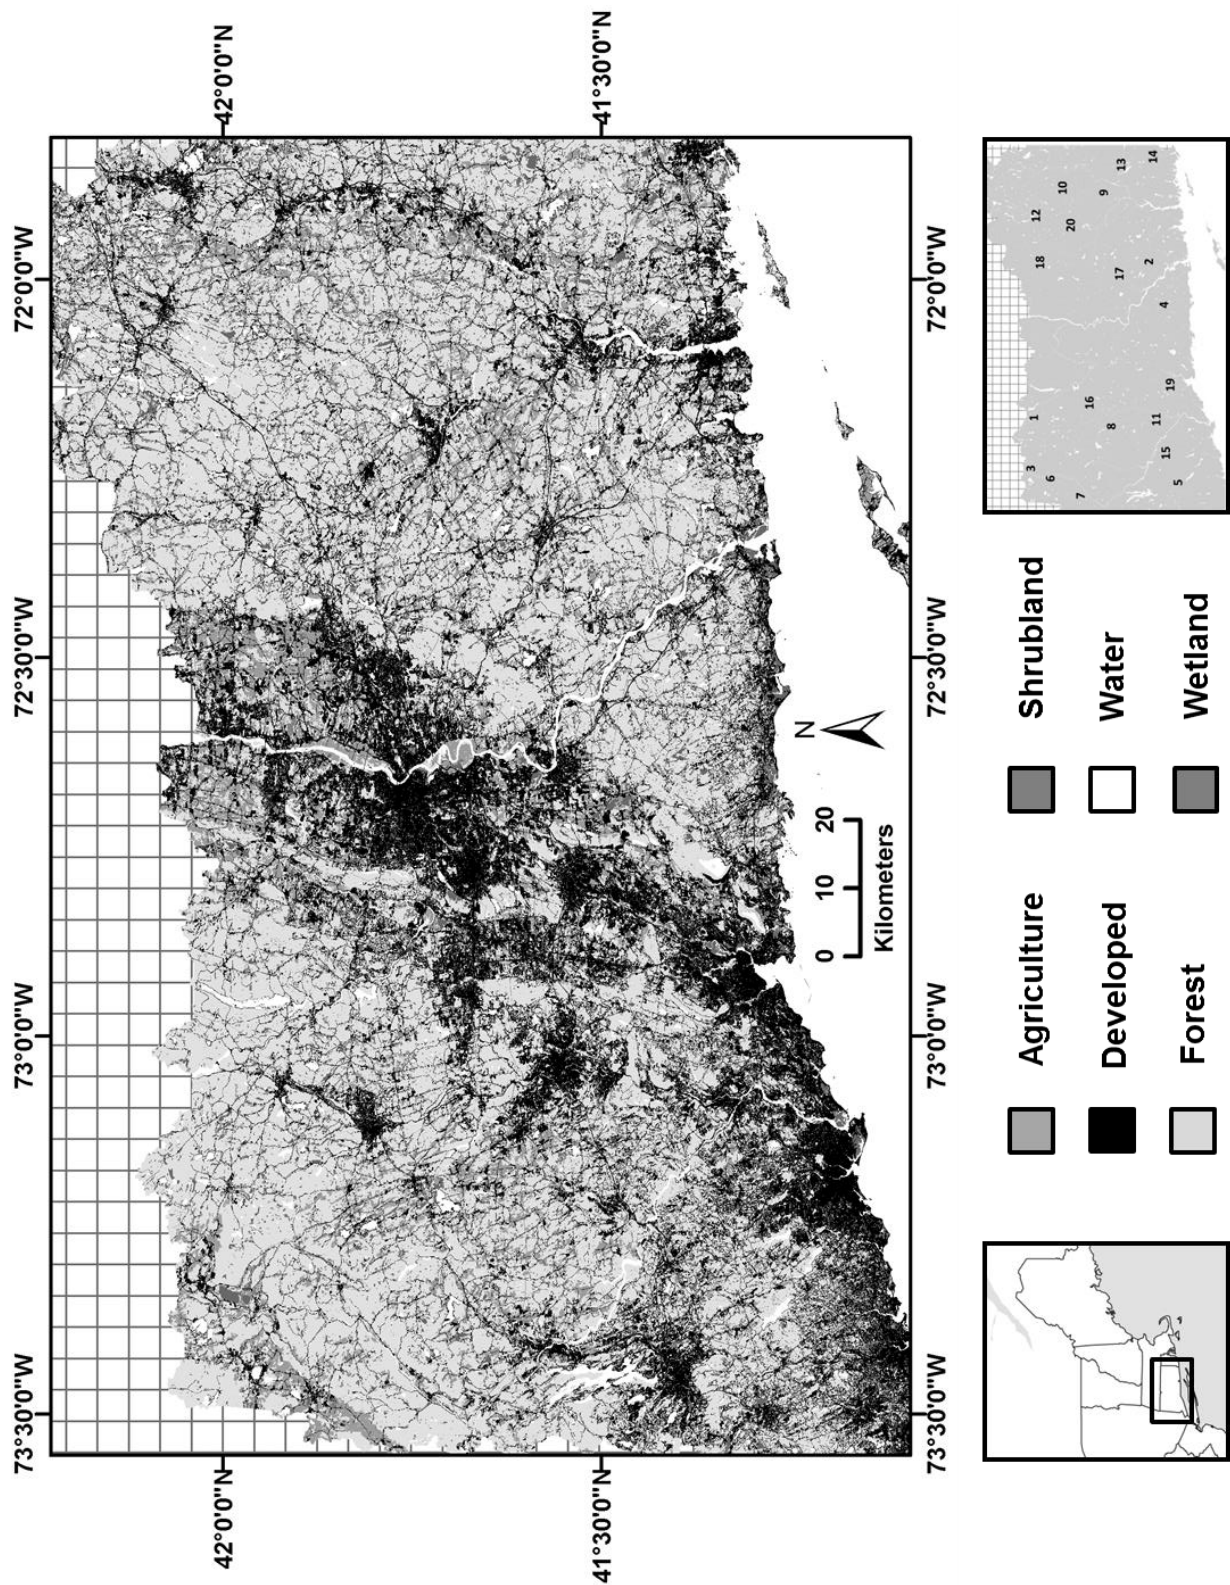 73°30'0"W 73°0'0"W 72°30'0"W 72°0'0"W
42°0'0"N 42°0'0"N
41°30'0"N 41°30'0"N
N
0 10 20
Kilometers
73°30'0"W 73°0'0"W 72°30'0"W 72°0'0"W
Agriculture Shrubland
Developed Water
Forest Wetland
3 1 18 12
6 10
7 16 20
8 17 9 13
11 2 14
15 4
5 19